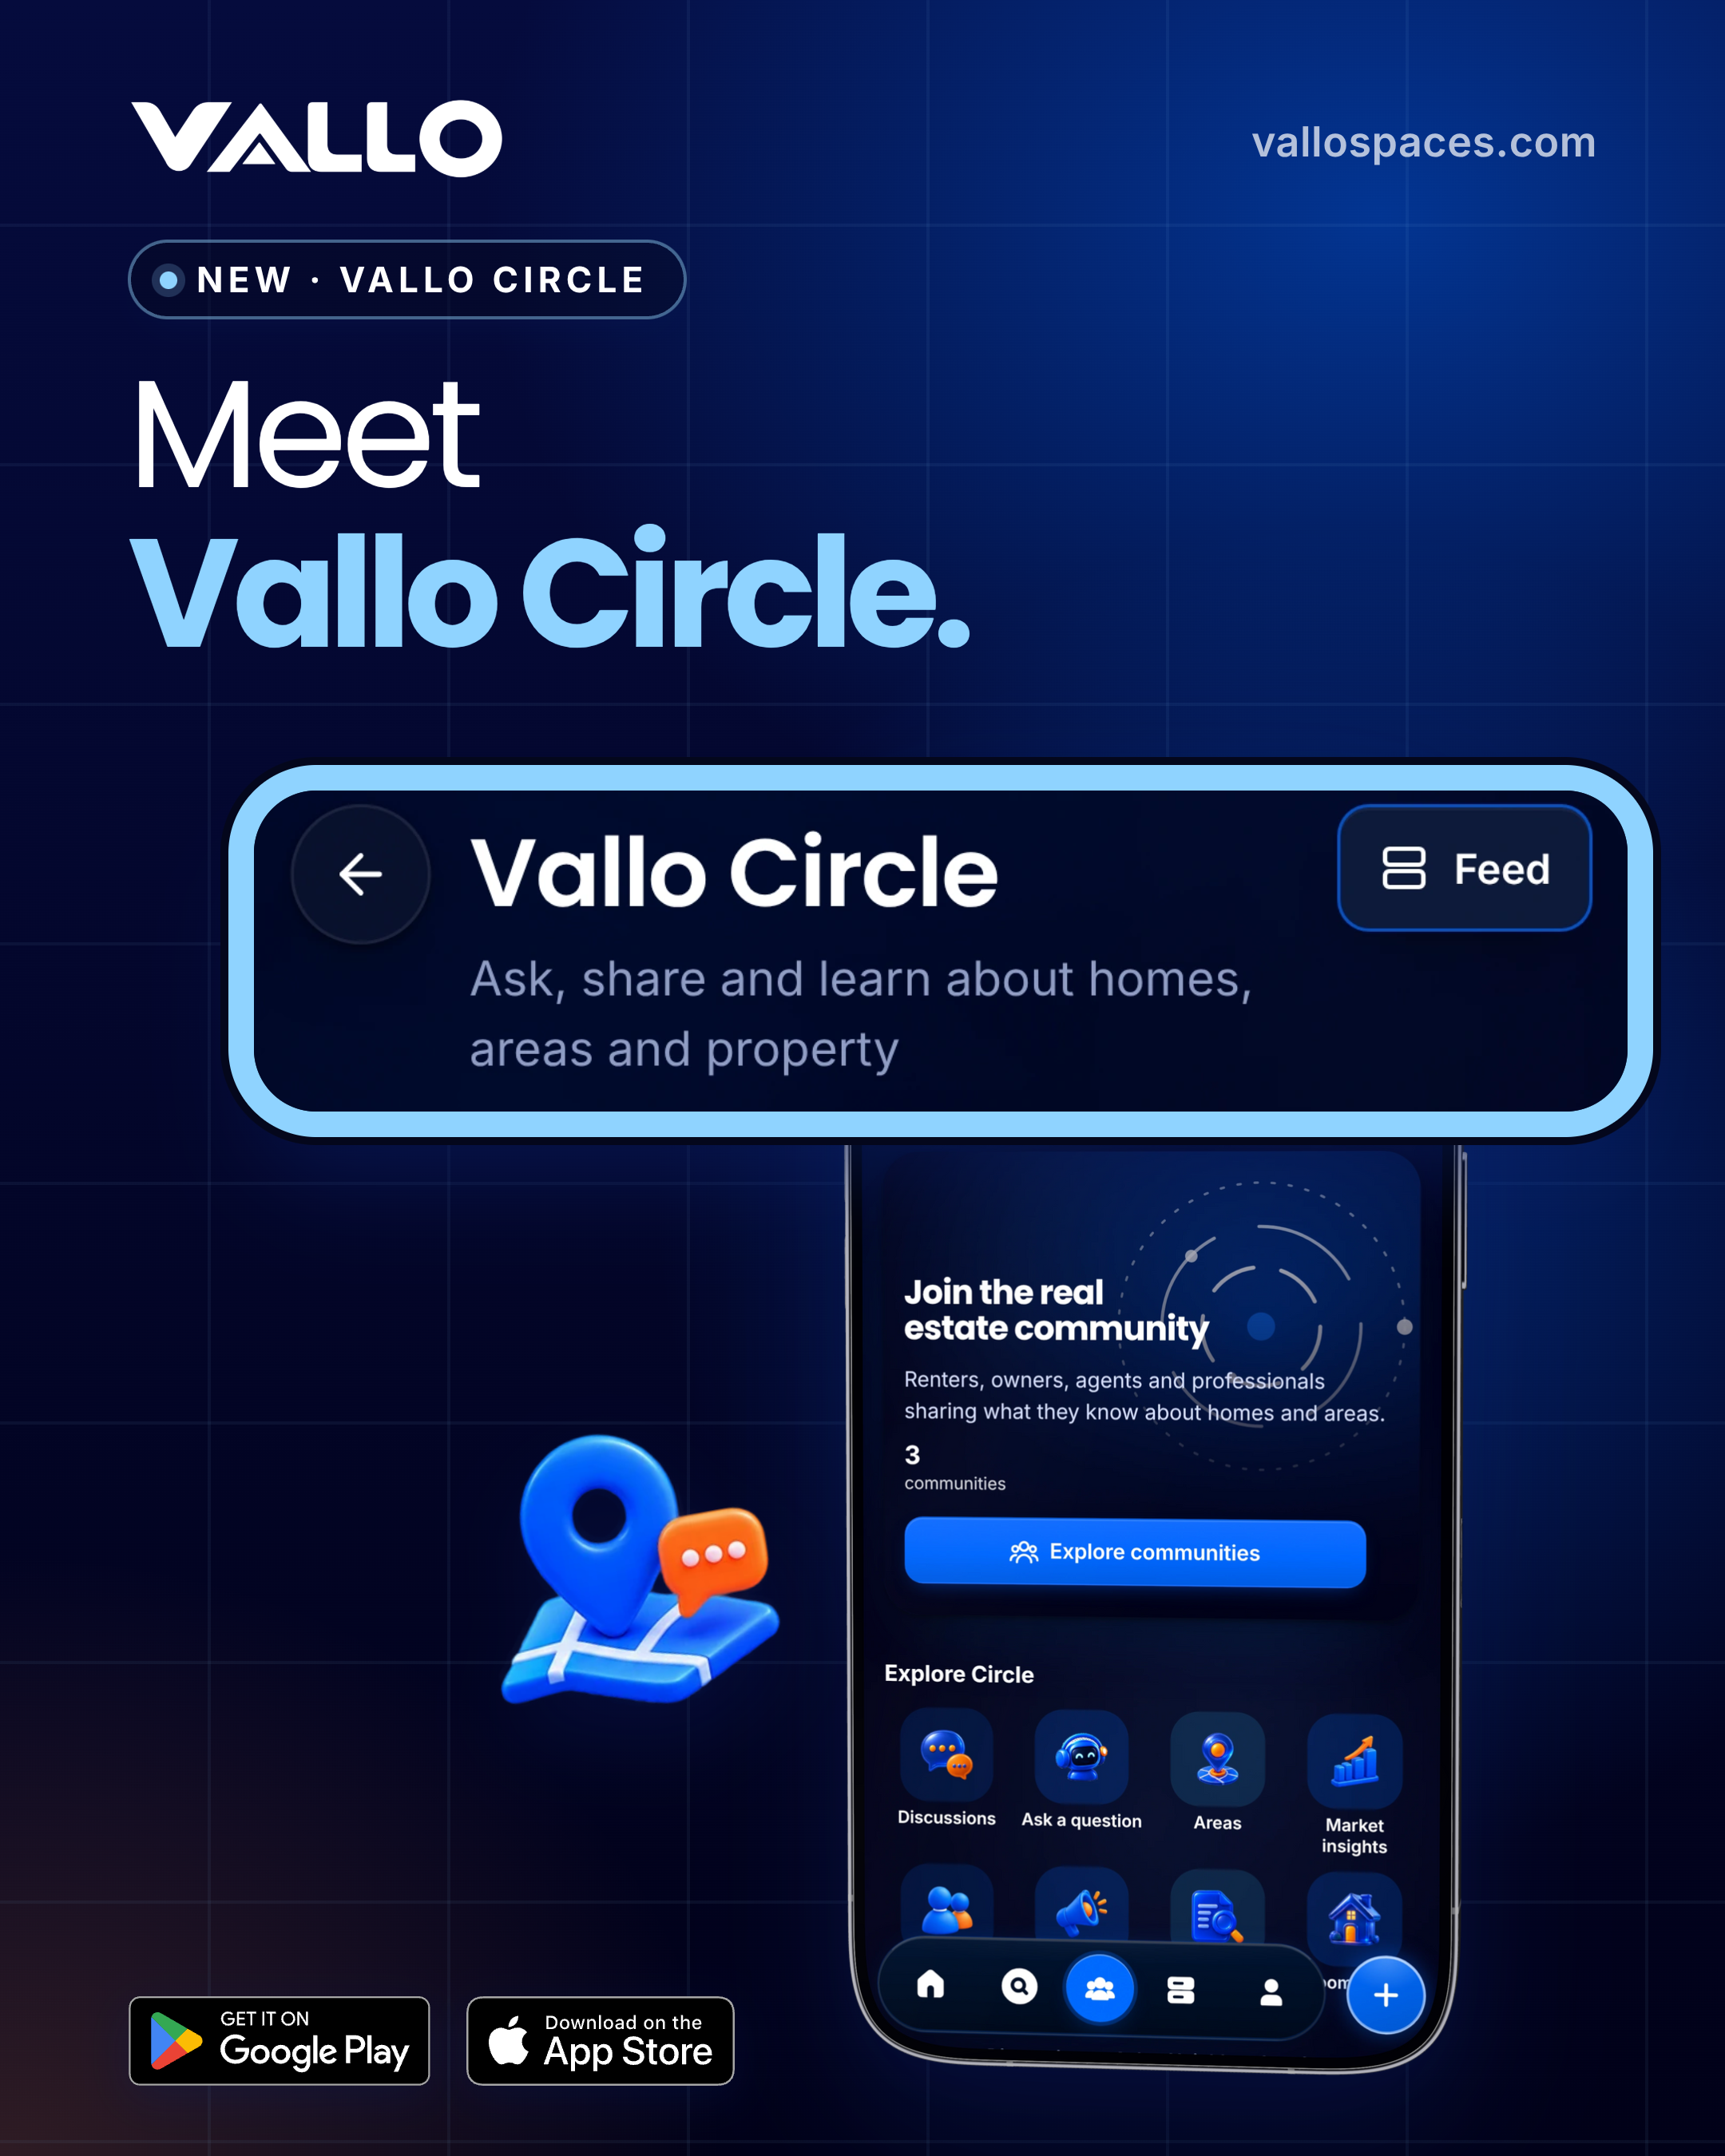 VALLO
vallospaces.com
NEW · VALLO CIRCLE
Meet
Vallo Circle.
Vallo Circle
Feed
Ask, share and learn about homes,
areas and property
Join the real
estate community
Renters, owners, agents and professionals
sharing what they know about homes and areas.
3
communities
Explore communities
Explore Circle
Discussions
Ask a question
Areas
Market
insights
GET IT ON
Google Play
Download on the
App Store